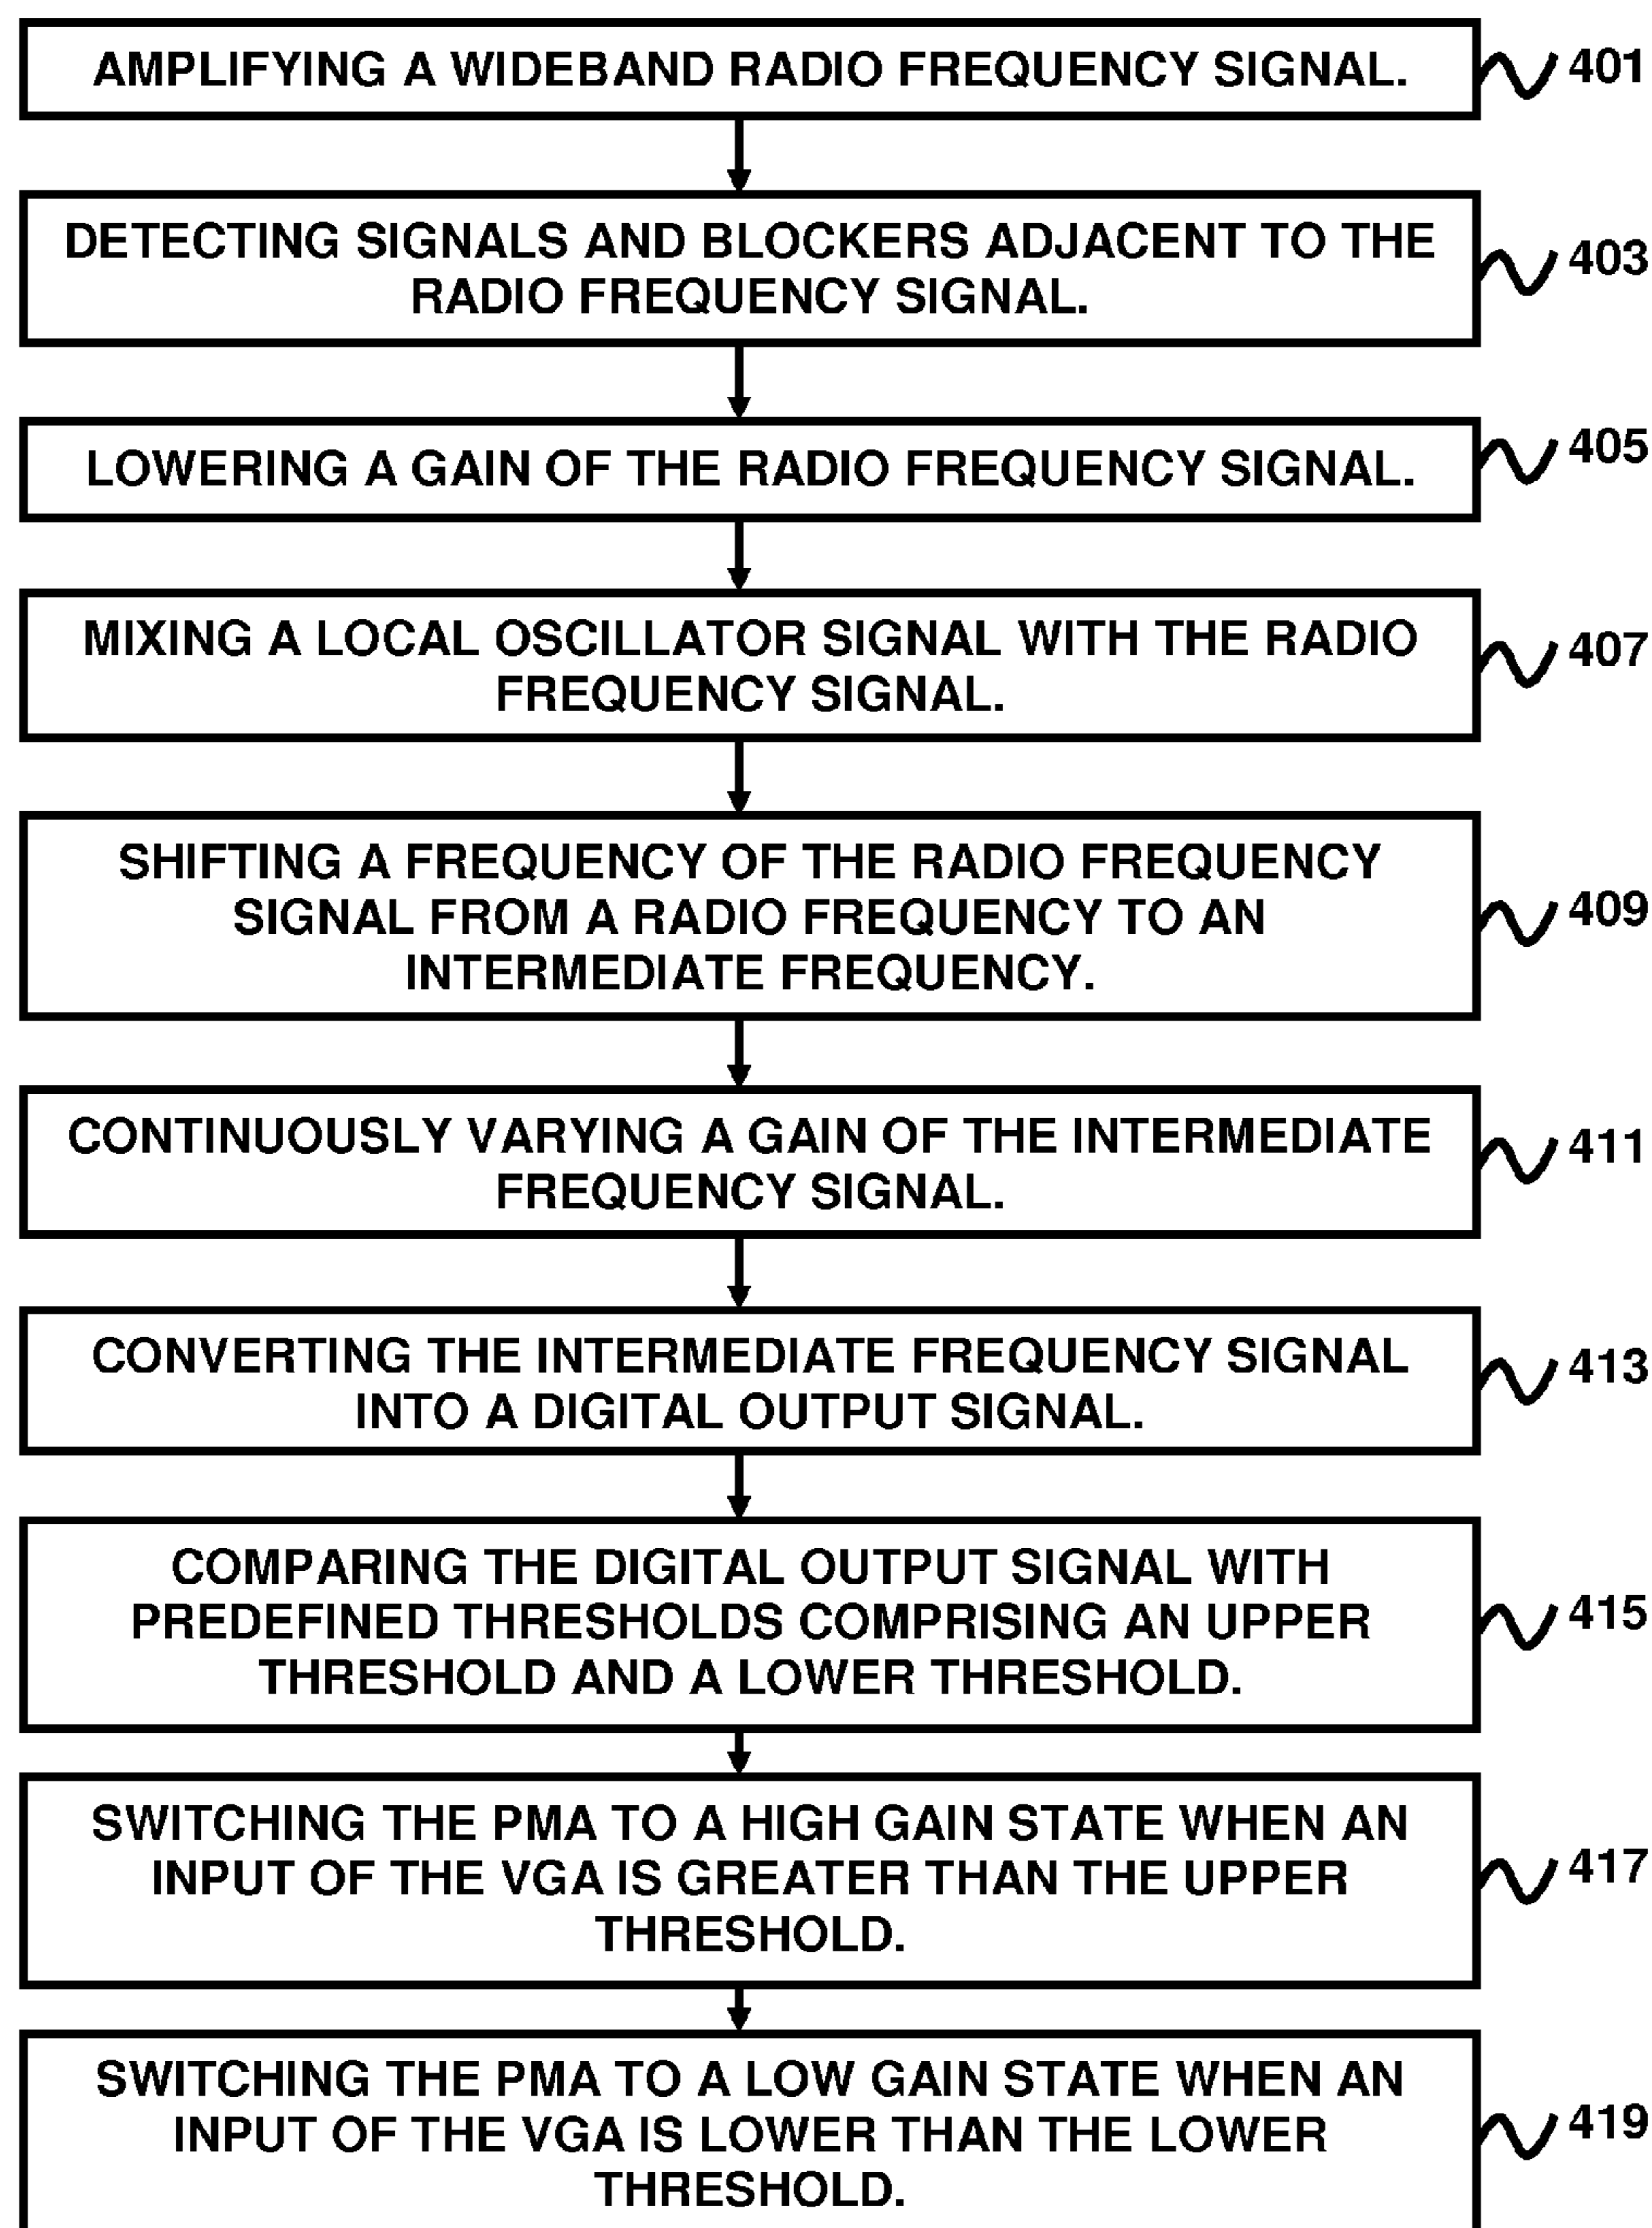 AMPLIFYING A WIDEBAND RADIO FREQUENCY SIGNAL.
401
DETECTING SIGNALS AND BLOCKERS ADJACENT TO THE
RADIO FREQUENCY SIGNAL.
403
LOWERING A GAIN OF THE RADIO FREQUENCY SIGNAL.
405
MIXING A LOCAL OSCILLATOR SIGNAL WITH THE RADIO
FREQUENCY SIGNAL.
407
SHIFTING A FREQUENCY OF THE RADIO FREQUENCY
SIGNAL FROM A RADIO FREQUENCY TO AN
INTERMEDIATE FREQUENCY.
409
CONTINUOUSLY VARYING A GAIN OF THE INTERMEDIATE
FREQUENCY SIGNAL.
411
CONVERTING THE INTERMEDIATE FREQUENCY SIGNAL
INTO A DIGITAL OUTPUT SIGNAL.
413
COMPARING THE DIGITAL OUTPUT SIGNAL WITH
PREDEFINED THRESHOLDS COMPRISING AN UPPER
THRESHOLD AND A LOWER THRESHOLD.
415
SWITCHING THE PMA TO A HIGH GAIN STATE WHEN AN
INPUT OF THE VGA IS GREATER THAN THE UPPER
THRESHOLD.
417
SWITCHING THE PMA TO A LOW GAIN STATE WHEN AN
INPUT OF THE VGA IS LOWER THAN THE LOWER
THRESHOLD.
419